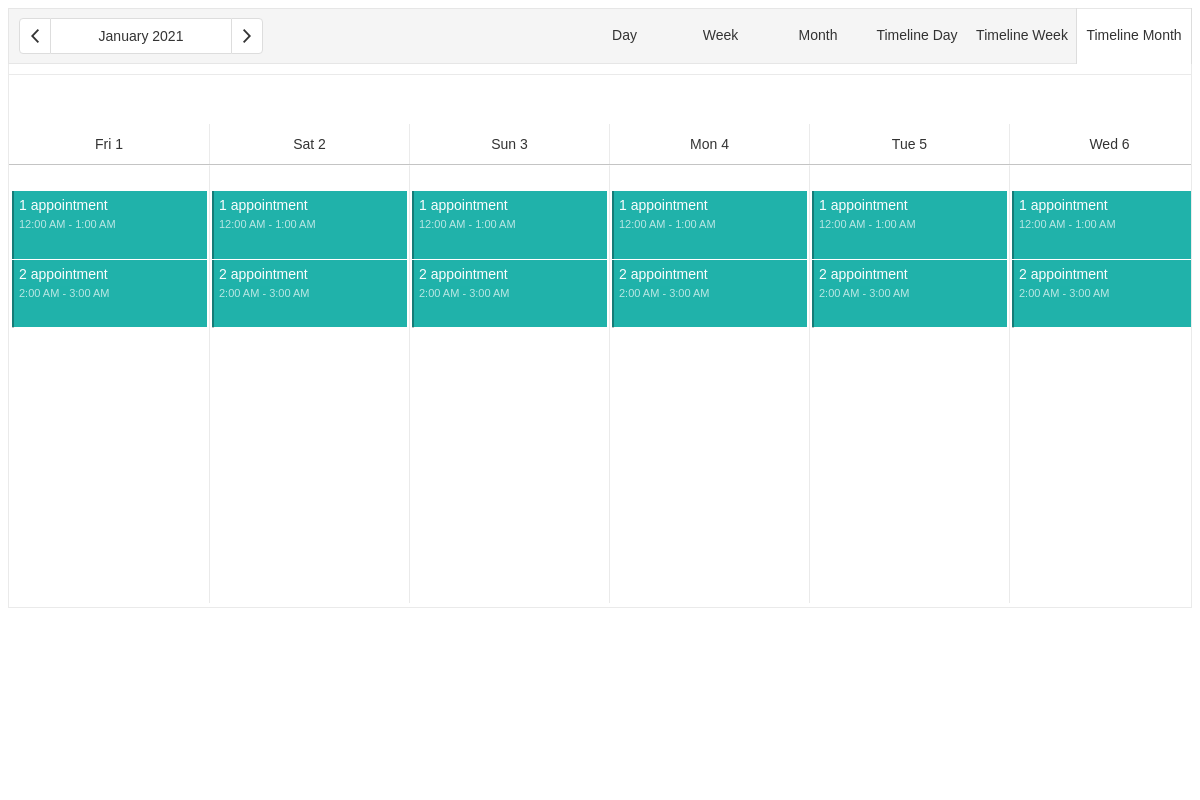 January 2021 Day Week Month Timeline Day Timeline Week Timeline Month
Fri 1 Sat 2 Sun 3 Mon 4 Tue 5 Wed 6
1 appointment 1 appointment 1 appointment 1 appointment 1 appointment 1 appointment
12:00 AM - 1:00 AM 12:00 AM - 1:00 AM 12:00 AM - 1:00 AM 12:00 AM - 1:00 AM 12:00 AM - 1:00 AM 12:00 AM - 1:00 AM
2 appointment 2 appointment 2 appointment 2 appointment 2 appointment 2 appointment
2:00 AM - 3:00 AM 2:00 AM - 3:00 AM 2:00 AM - 3:00 AM 2:00 AM - 3:00 AM 2:00 AM - 3:00 AM 2:00 AM - 3:00 AM